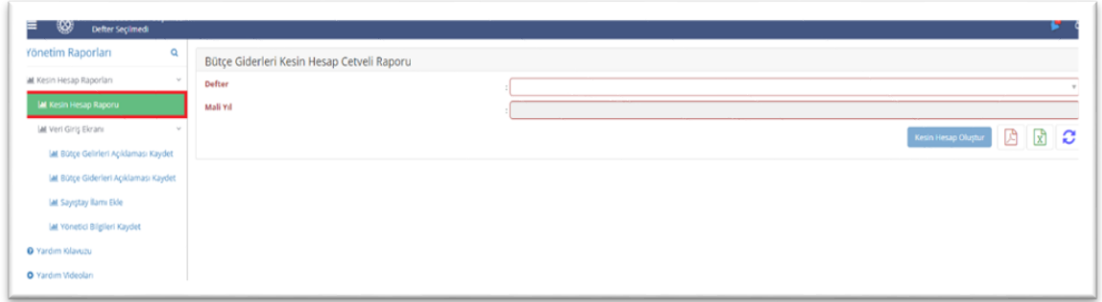 Defter Seçilmedi
Yönetim Raporları
Kesin Hesap Raporları
Kesin Hesap Raporu
Veri Giriş Ekranı
Bütçe Gelirleri Açıklaması Kaydet
Bütçe Giderleri Açıklaması Kaydet
Sayıştay İlamı Ekle
Yönetici Bilgileri Kaydet
Yardım Kılavuzu
Yardım Videoları
Bütçe Giderleri Kesin Hesap Cetveli Raporu
Defter :
Mali Yıl :
Kesin Hesap Oluştur